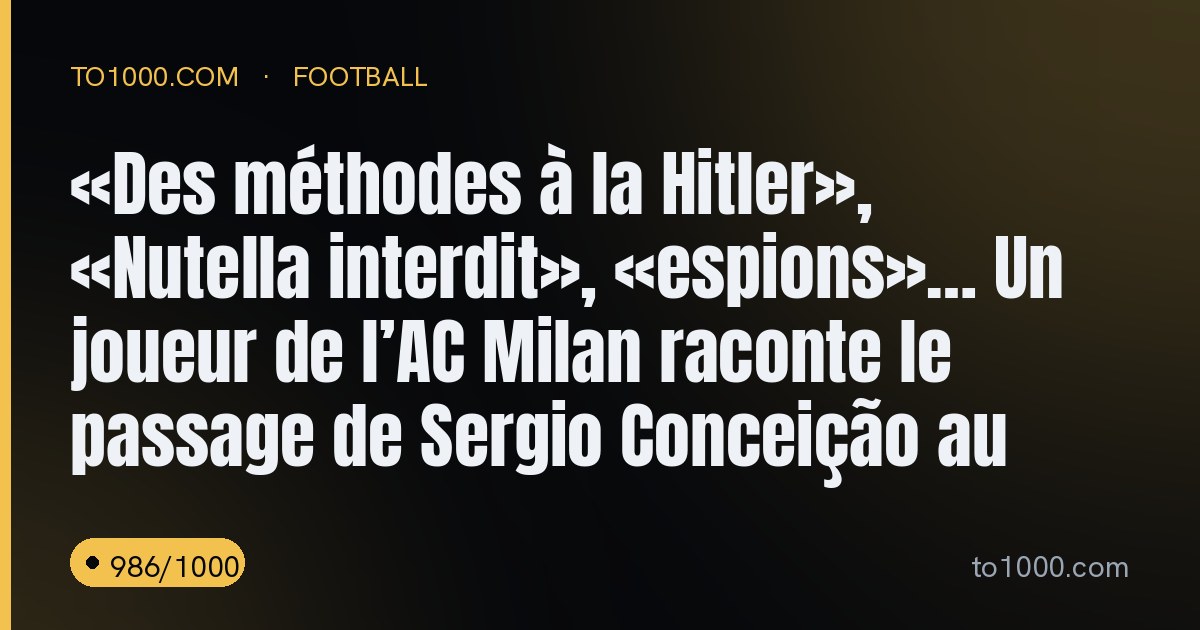 TO1000.COM · FOOTBALL
«Des méthodes à la Hitler»,
«Nutella interdit», «espions»... Un
joueur de l’AC Milan raconte le
passage de Sergio Conceição au
986/1000
to1000.com